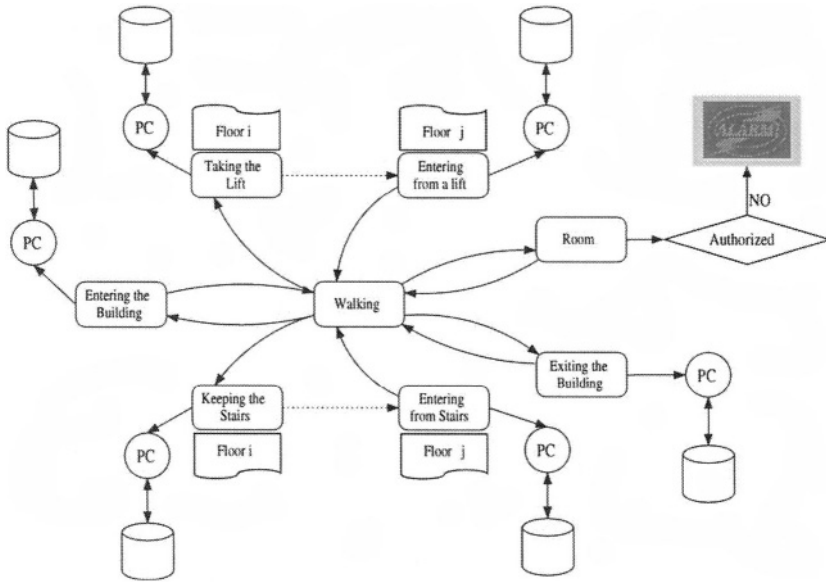 PC
PC
Floor i
Floor j
Taking the
Lift
Entering
from a lift
ALARM
NO
PC
Room
Authorized
Entering the
Building
Walking
Exiting the
Building
PC
Keeping the
Stairs
Entering
from Stairs
PC
Floor i
Floor j
PC